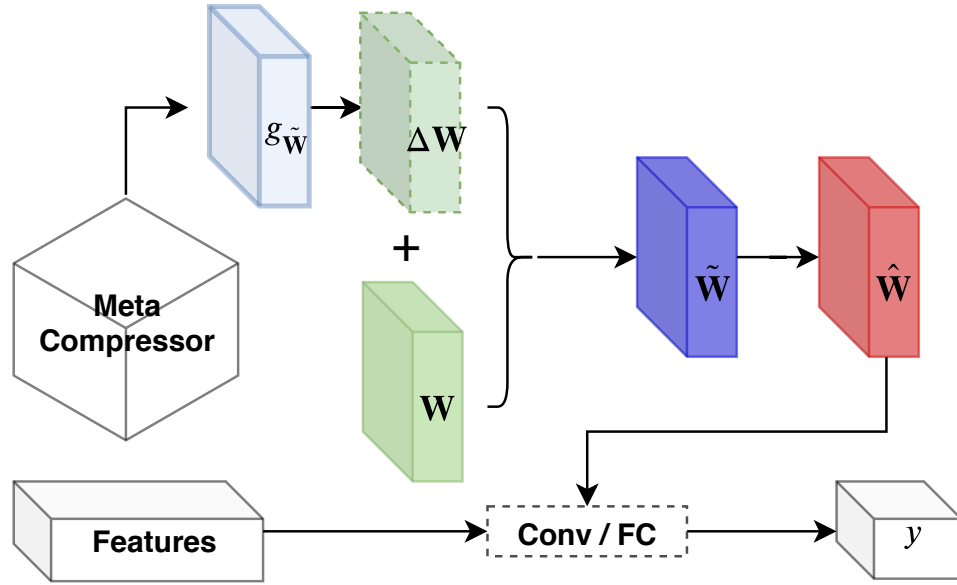 g_W̃
ΔW
+
Meta
Compressor
W̃
Ŵ
W
Features
Conv / FC
y